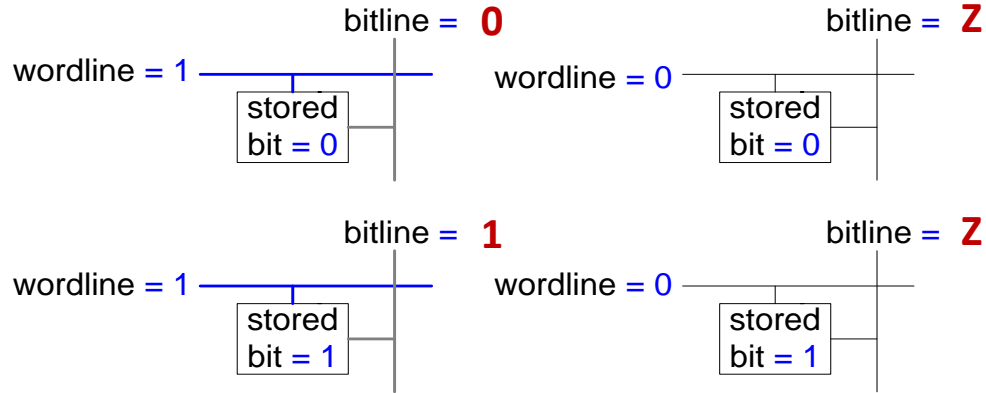 bitline = 0
wordline = 1
stored
bit = 0
bitline = Z
wordline = 0
stored
bit = 0
bitline = 1
wordline = 1
stored
bit = 1
bitline = Z
wordline = 0
stored
bit = 1